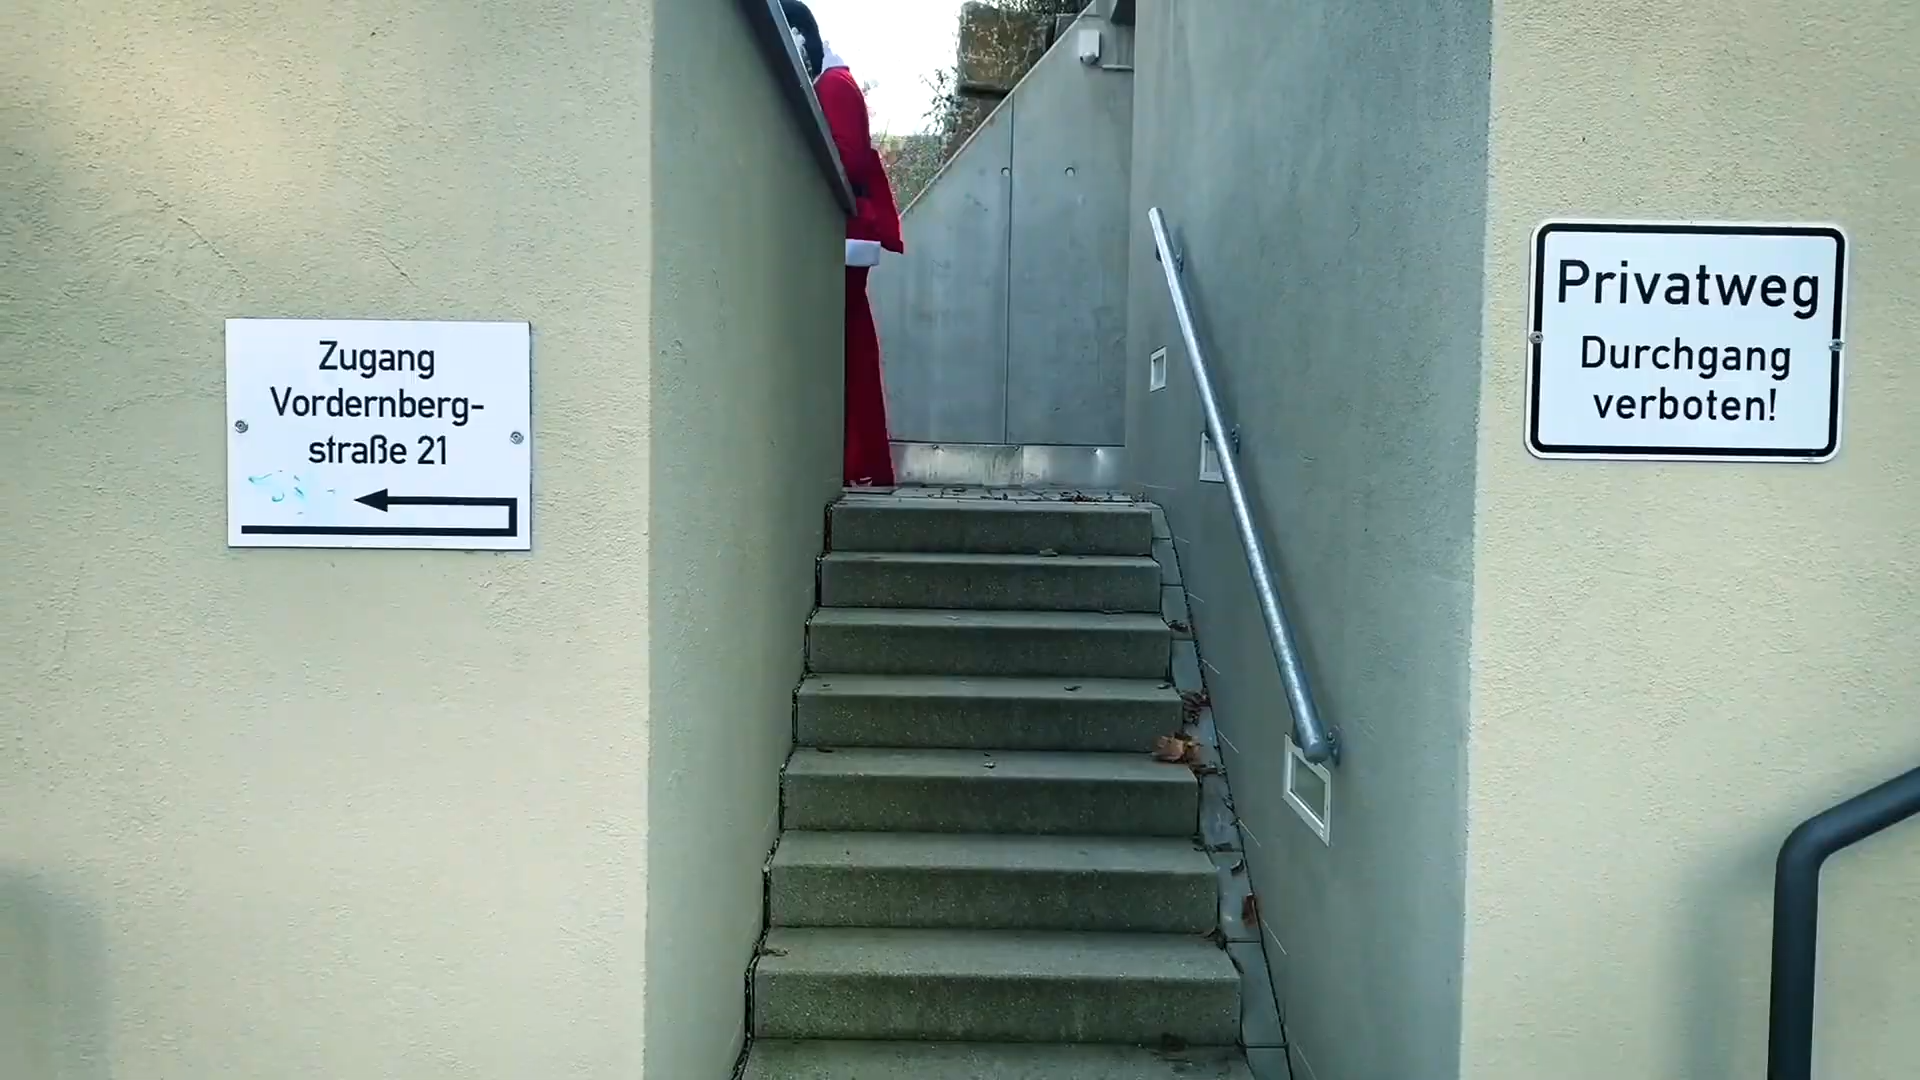 Zugang
Vordernberg-
straße 21
Privatweg
Durchgang
verboten!